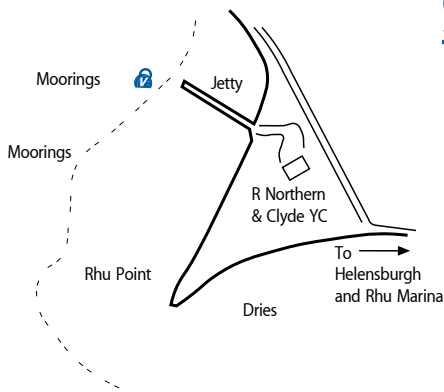 Moorings
V
Jetty
Moorings
R Northern
& Clyde YC
To
Helensburgh
and Rhu Marina
Rhu Point
Dries